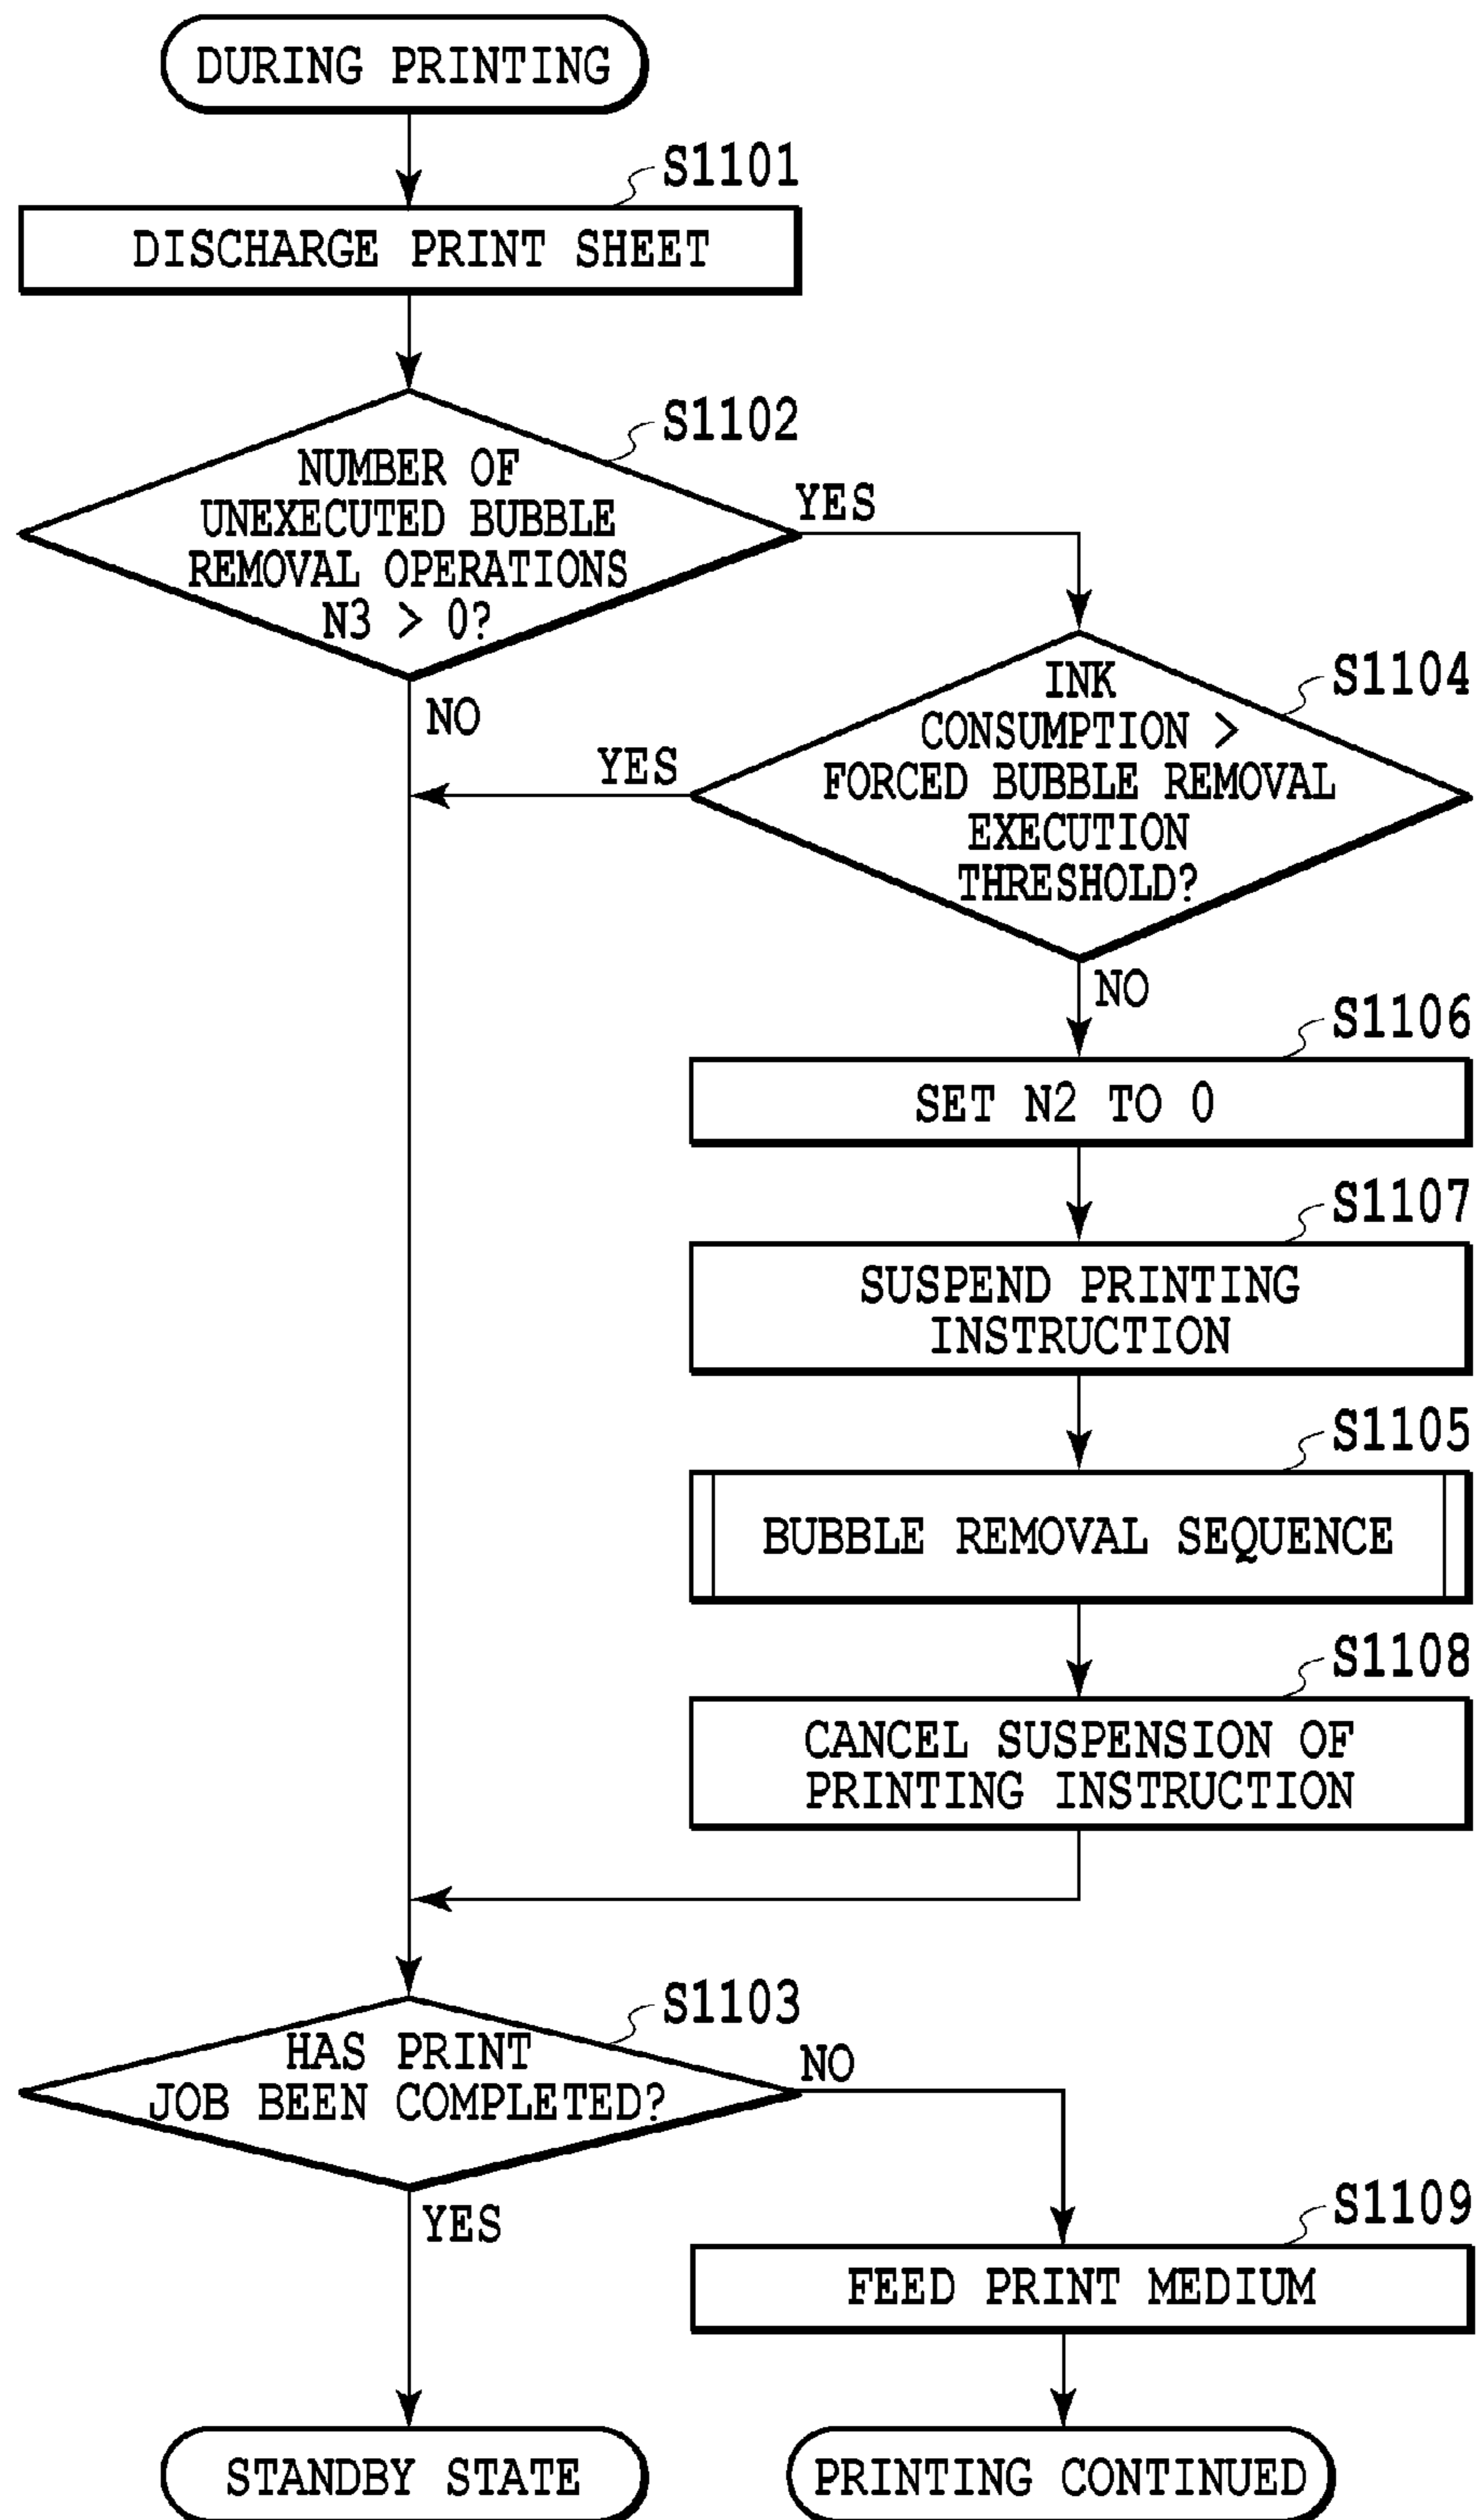 DURING PRINTING
S1101
DISCHARGE PRINT SHEET
S1102
NUMBER OF
UNEXECUTED BUBBLE
REMOVAL OPERATIONS
N3 > 0?
YES
NO
S1104
INK
CONSUMPTION >
FORCED BUBBLE REMOVAL
EXECUTION
THRESHOLD?
YES
NO
S1106
SET N2 TO 0
S1107
SUSPEND PRINTING
INSTRUCTION
S1105
BUBBLE REMOVAL SEQUENCE
S1108
CANCEL SUSPENSION OF
PRINTING INSTRUCTION
S1103
HAS PRINT
JOB BEEN COMPLETED?
NO
YES
S1109
FEED PRINT MEDIUM
STANDBY STATE
PRINTING CONTINUED